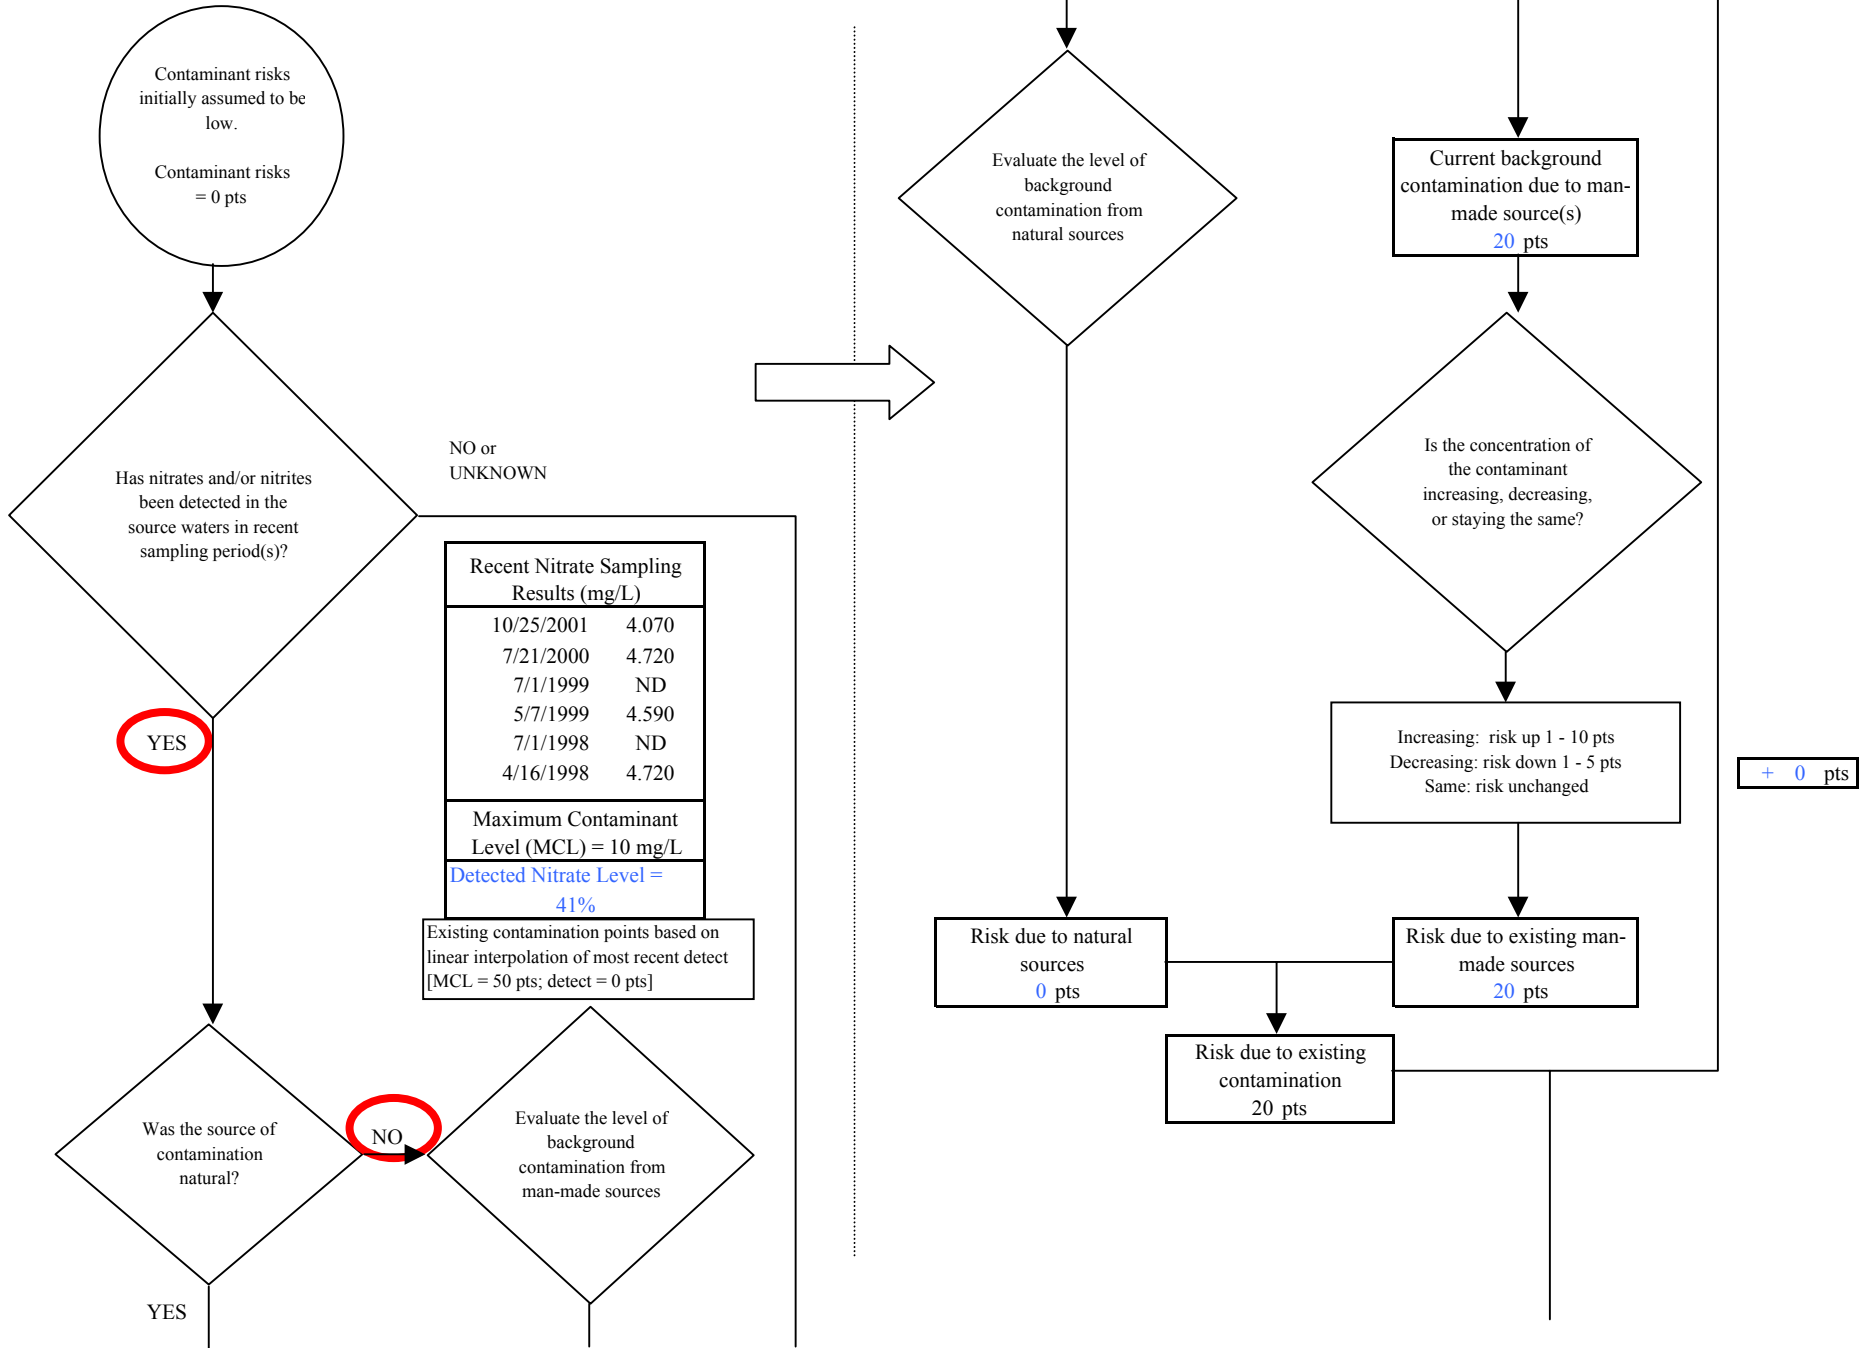 Contaminant risks
initially assumed to be
low.
Contaminant risks
= 0 pts
Has nitrates and/or nitrites
been detected in the
source waters in recent
sampling period(s)?
NO or
UNKNOWN
YES
Recent Nitrate Sampling
Results (mg/L)
10/25/2001 4.070
7/21/2000 4.720
7/1/1999 ND
5/7/1999 4.590
7/1/1998 ND
4/16/1998 4.720
Maximum Contaminant
Level (MCL) = 10 mg/L
Detected Nitrate Level =
41%
Existing contamination points based on
linear interpolation of most recent detect
[MCL = 50 pts; detect = 0 pts]
Was the source of
contamination
natural?
NO
YES
Evaluate the level of
background
contamination from
man-made sources
Evaluate the level of
background
contamination from
natural sources
Current background
contamination due to man-
made source(s)
20 pts
Is the concentration of
the contaminant
increasing, decreasing,
or staying the same?
Increasing: risk up 1 - 10 pts
Decreasing: risk down 1 - 5 pts
Same: risk unchanged
+ 0 pts
Risk due to natural
sources
0 pts
Risk due to existing man-
made sources
20 pts
Risk due to existing
contamination
20 pts